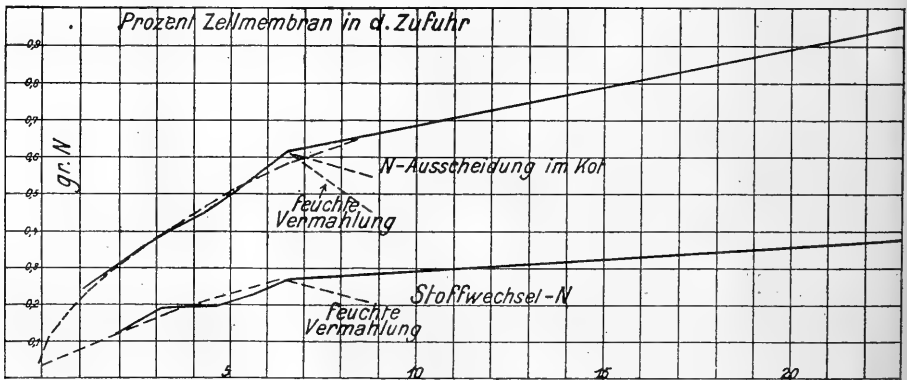 Prozent Zellmembran in d. Zufuhr
0,9
0,8
0,7
0,6
0,5
0,4
0,3
0,2
0,1
gr. N
N-Ausscheidung im Kot
Feuchte
Vermahlung
Stoffwechsel-N
Feuchte
Vermahlung
5
10
15
20